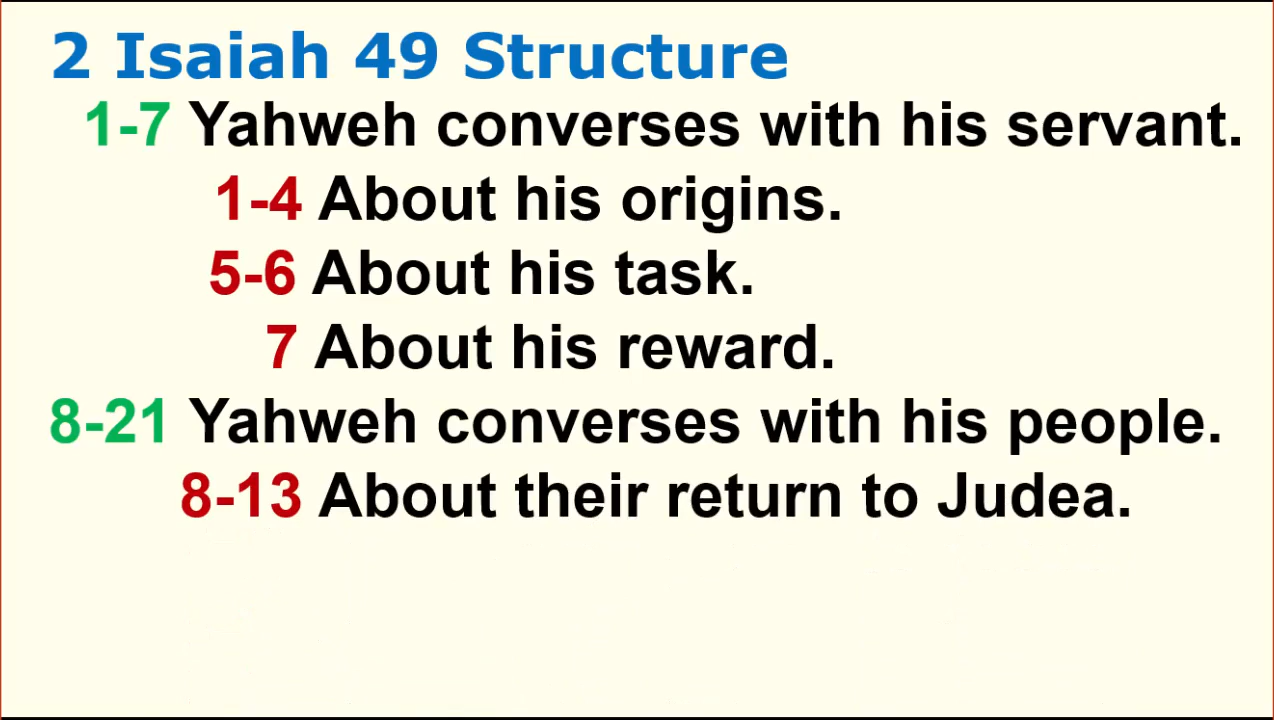 2 Isaiah 49 Structure
1-7 Yahweh converses with his servant.
1-4 About his origins.
5-6 About his task.
7 About his reward.
8-21 Yahweh converses with his people.
8-13 About their return to Judea.